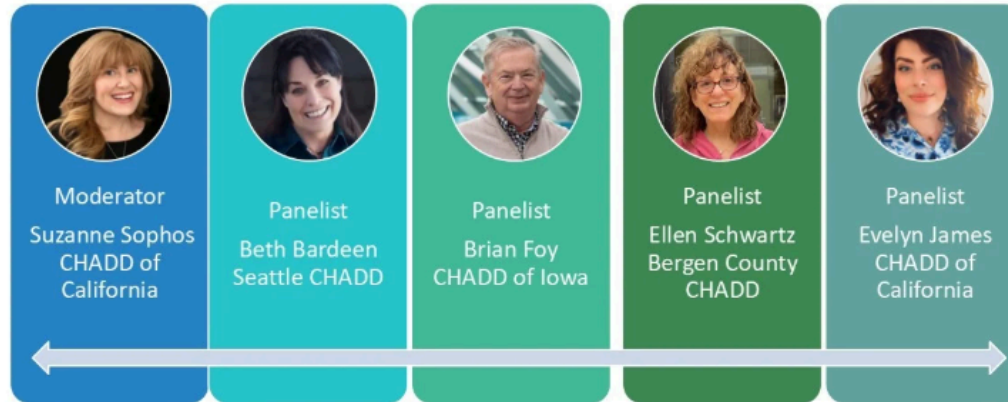 Moderator
Suzanne Sophos
CHADD of
California
Panelist
Beth Bardeen
Seattle CHADD
Panelist
Brian Foy
CHADD of Iowa
Panelist
Ellen Schwartz
Bergen County
CHADD
Panelist
Evelyn James
CHADD of
California